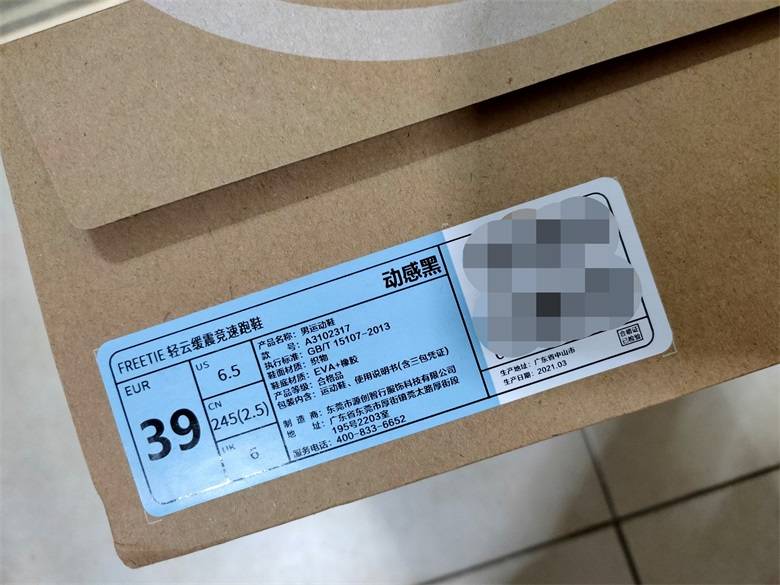 动感黑
FREETIE 轻云缓震竞速跑鞋
EUR
39
US
6.5
CN
245(2.5)
UK
6
产品名称：男运动鞋
款 号：A3102317
执行标准：GB/T 15107-2013
鞋面材质：织物
鞋底材质：EVA+橡胶
产品等级：合格品
包装内含：运动鞋、使用说明书(含三包凭证)
制 造 商：东莞市源创智行服饰科技有限公司
地 址：广东省东莞市厚街镇莞太路厚街段
195号2203室
服务电话：400-833-6652
生产地址：广东省中山市
生产日期：2021.03
合格证
已检验